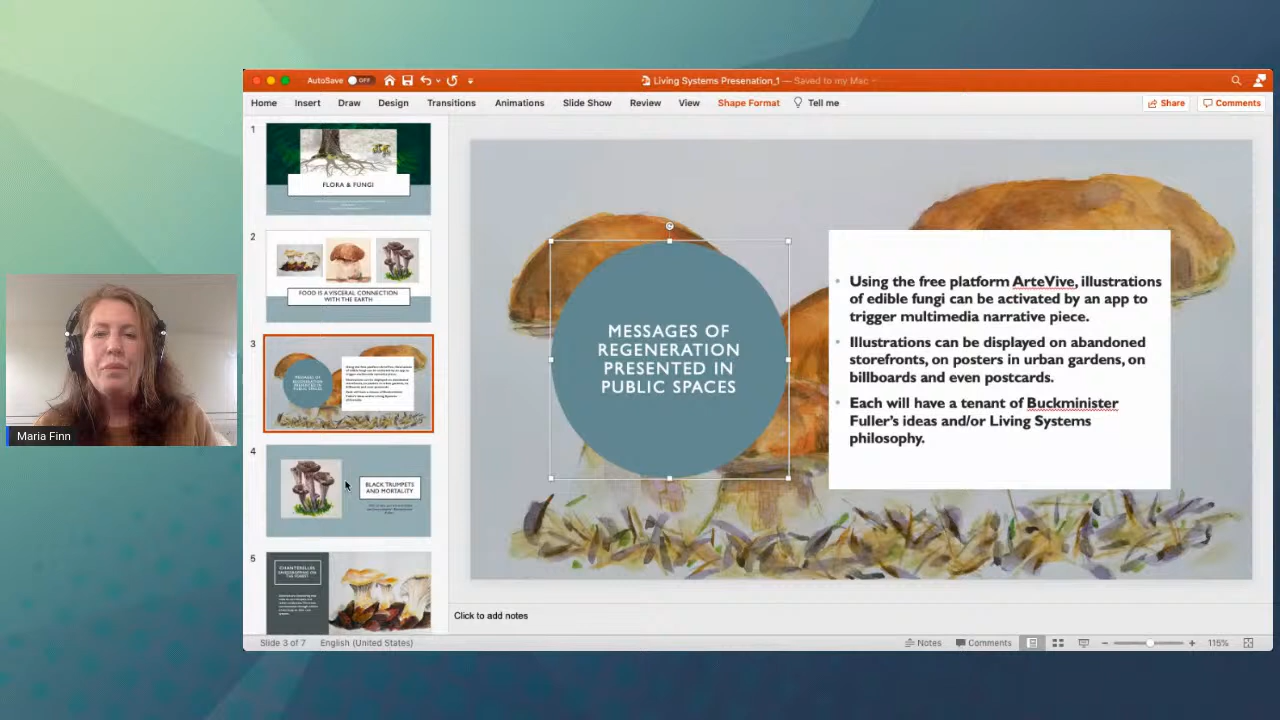 AutoSave OFF
Living Systems Presenation_1 — Saved to my Mac
Home Insert Draw Design Transitions Animations Slide Show Review View Shape Format Tell me Share Comments
1
FLORA & FUNGI
2
FOOD IS A VISCERAL CONNECTION
WITH THE EARTH
3
MESSAGES OF
REGENERATION
PRESENTED IN
PUBLIC SPACES
4
BLACK TRUMPETS
AND MORTALITY
5
CHANTERELLES
MESSAGES OF
REGENERATION
PRESENTED IN
PUBLIC SPACES
• Using the free platform ArteVive, illustrations
of edible fungi can be activated by an app to
trigger multimedia narrative piece.
• Illustrations can be displayed on abandoned
storefronts, on posters in urban gardens, on
billboards and even postcards.
• Each will have a tenant of Buckminister
Fuller's ideas and/or Living Systems
philosophy.
Maria Finn
Click to add notes
Slide 3 of 7 English (United States) Notes Comments 115%